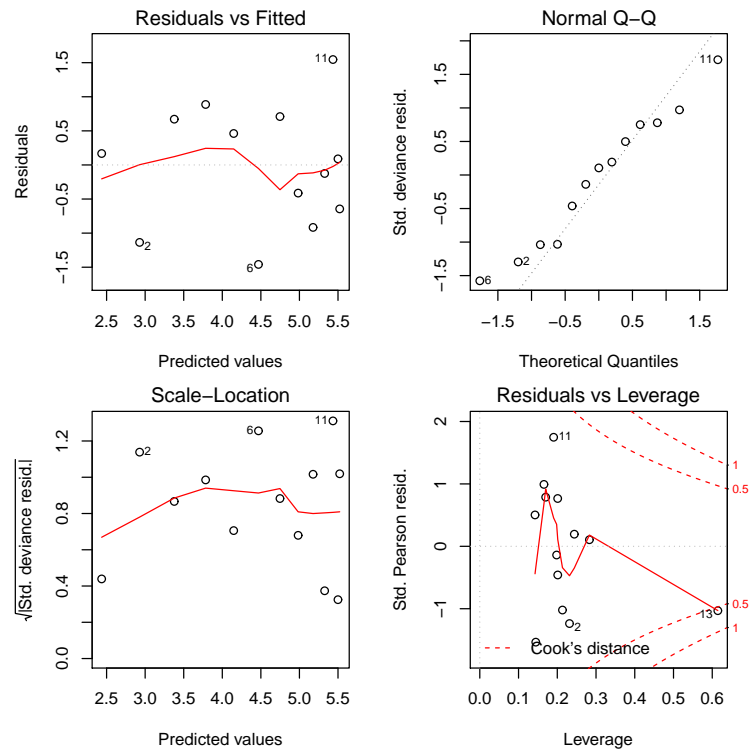 Residuals vs Fitted
Residuals
1.5
0.5
−0.5
−1.5
11
2
6
2.5 3.0 3.5 4.0 4.5 5.0 5.5
Predicted values
Normal Q−Q
Std. deviance resid.
1.5
0.5
−0.5
−1.5
11
2
6
−1.5 −0.5 0.5 1.5
Theoretical Quantiles
Scale−Location
√|Std. deviance resid.|
1.2
0.8
0.4
0.0
11
6
2
2.5 3.0 3.5 4.0 4.5 5.0 5.5
Predicted values
Residuals vs Leverage
Std. Pearson resid.
2
1
0
−1
11
1
0.5
0.5
13
2
1
Cook's distance
0.0 0.1 0.2 0.3 0.4 0.5 0.6
Leverage